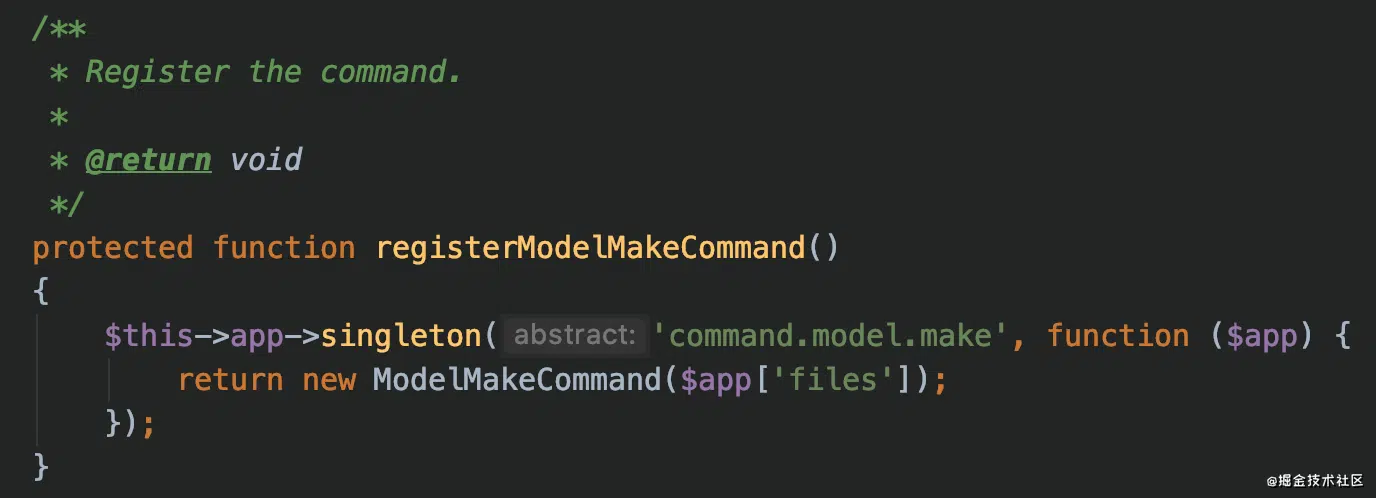 /**
 * Register the command.
 *
 * @return void
 */
protected function registerModelMakeCommand()
{
    $this->app->singleton( abstract: 'command.model.make', function ($app) {
        return new ModelMakeCommand($app['files']);
    });
}
@掘金技术社区